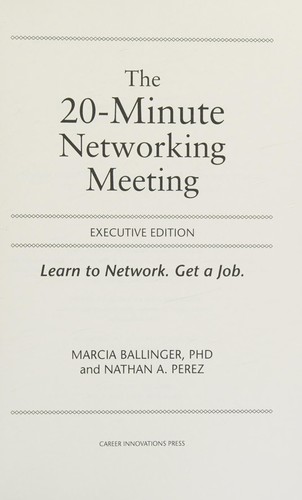 The
20-Minute
Networking
Meeting
EXECUTIVE EDITION
Learn to Network. Get a Job.
MARCIA BALLINGER, PHD
and NATHAN A. PEREZ
CAREER INNOVATIONS PRESS